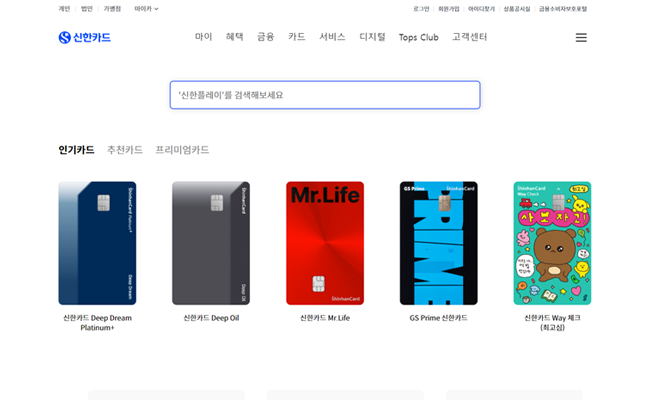 개인 법인 가맹점 마이카
로그인 회원가입 아이디찾기 상품공시실 금융소비자보호포털
신한카드
마이 혜택 금융 카드 서비스 디지털 Tops Club 고객센터
'신한플레이'를 검색해보세요
인기카드 추천카드 프리미엄카드
ShinhanCard Platinum+
Deep Dream
ShinhanCard
Deep Oil
Mr.Life
ShinhanCard
GS Prime ShinhanCard
PRIME
ShinhanCard
Way Check
최고심
사보자고!
신한카드 Deep Dream
Platinum+
신한카드 Deep Oil
신한카드 Mr.Life
GS Prime 신한카드
신한카드 Way 체크
(최고심)